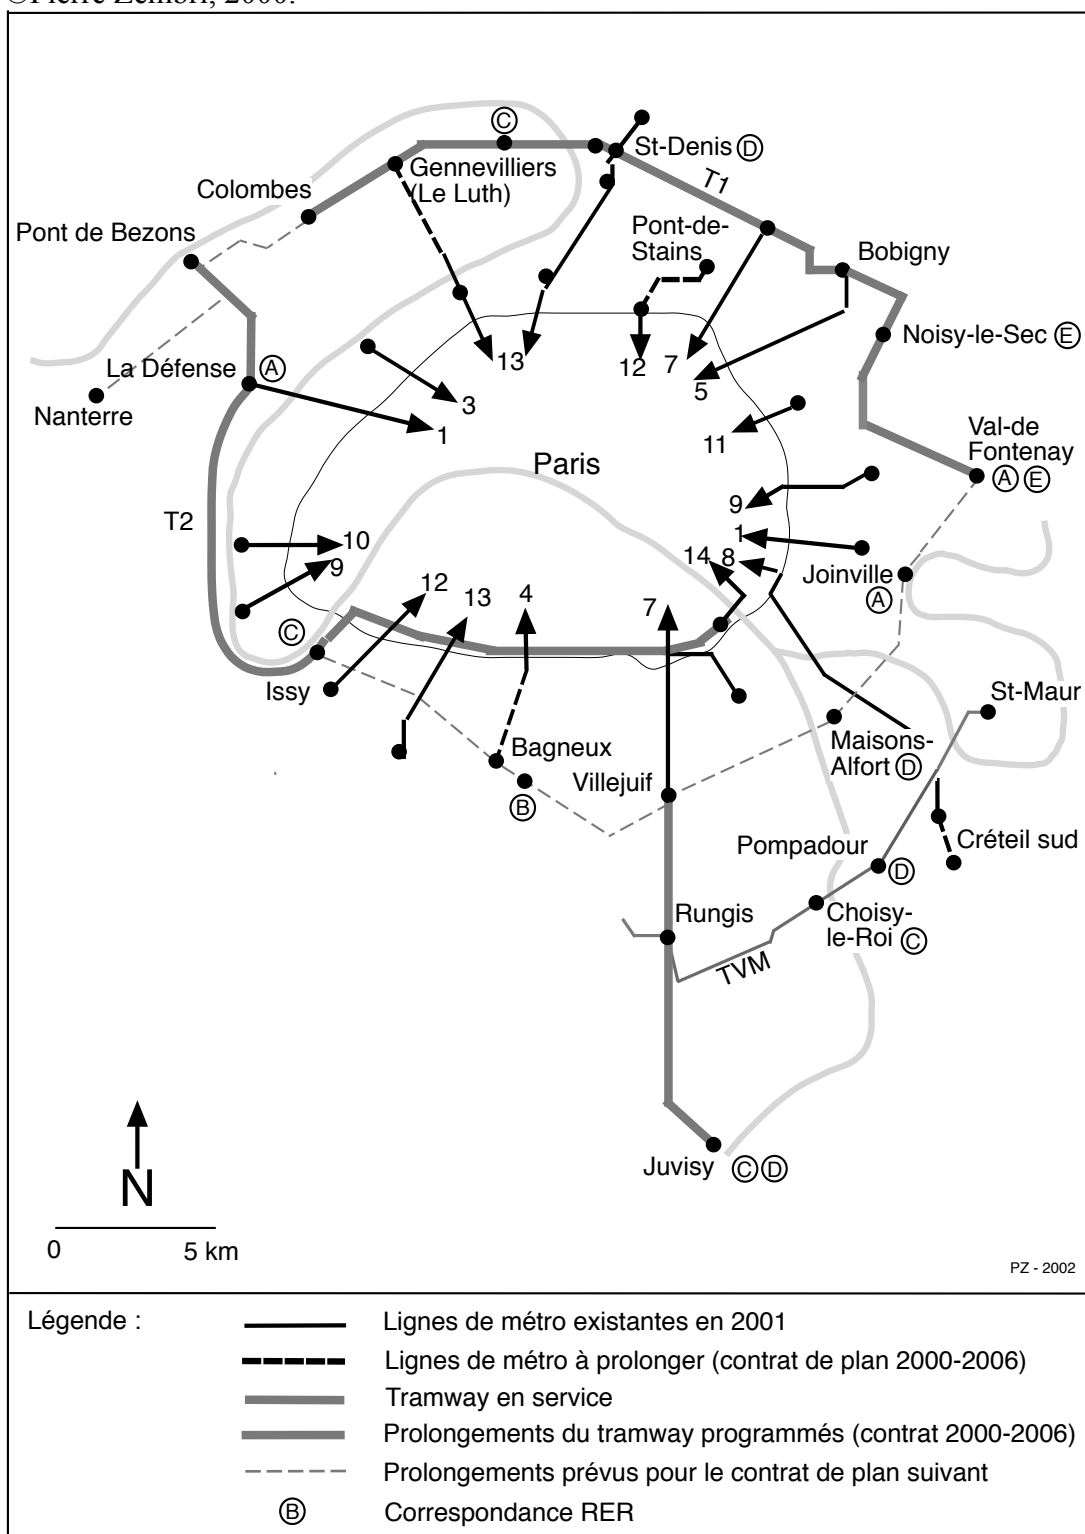 ©Pierre Zembri, 2000.
C
St-Denis D
T1
Gennevilliers
(Le Luth)
Colombes
Pont de Bezons
Pont-de-
Stains
Bobigny
Noisy-le-Sec E
La Défense A
Nanterre
13
12
7
5
3
1
11
Val-de
Fontenay
A E
Paris
9
T2
10
9
1
14
8
Joinville
A
12
13
4
7
C
Issy
St-Maur
Bagneux
B
Villejuif
Maisons-
Alfort D
Pompadour
D
Créteil sud
Rungis
Choisy-
le-Roi C
TVM
Juvisy C D
N
0 5 km
PZ - 2002
Légende :
Lignes de métro existantes en 2001
Lignes de métro à prolonger (contrat de plan 2000-2006)
Tramway en service
Prolongements du tramway programmés (contrat 2000-2006)
Prolongements prévus pour le contrat de plan suivant
B Correspondance RER